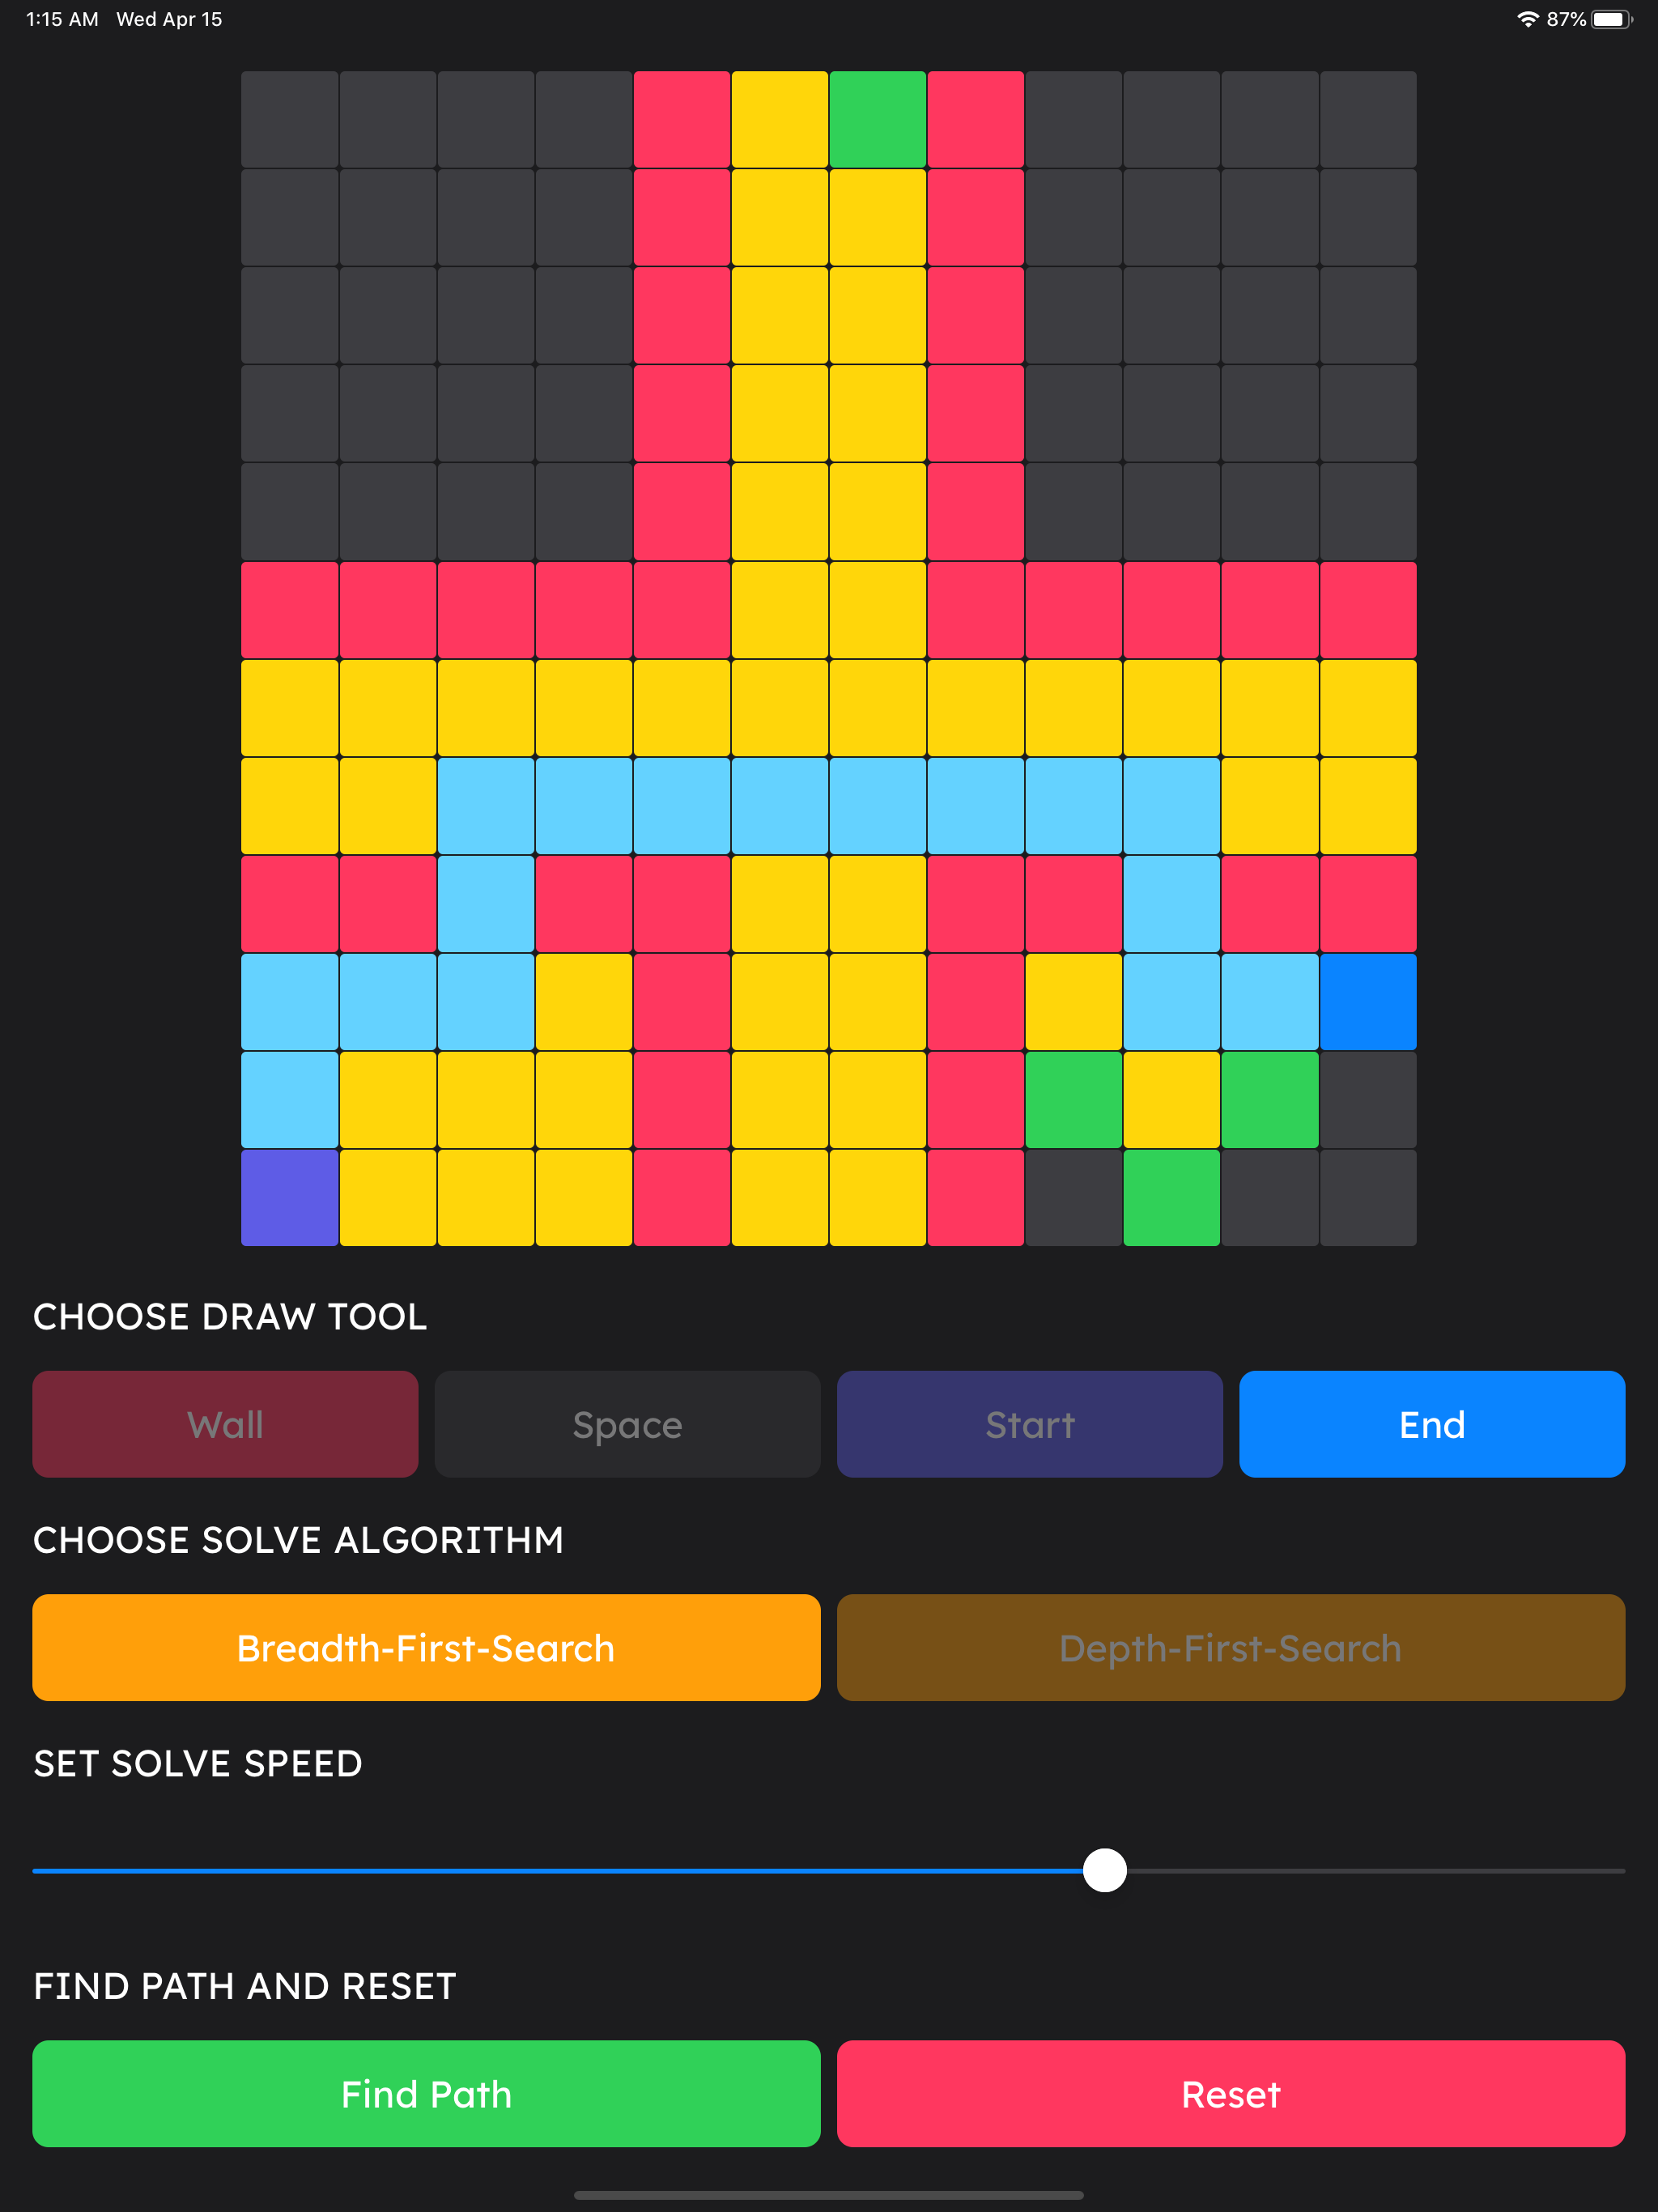 1:15 AM Wed Apr 15 87%
CHOOSE DRAW TOOL
Wall Space Start End
CHOOSE SOLVE ALGORITHM
Breadth-First-Search Depth-First-Search
SET SOLVE SPEED
FIND PATH AND RESET
Find Path Reset